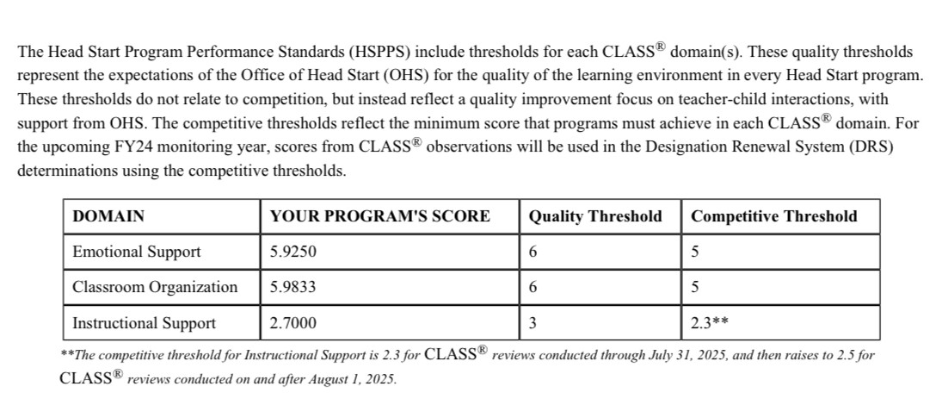 The Head Start Program Performance Standards (HSPPS) include thresholds for each CLASS® domain(s). These quality thresholds
represent the expectations of the Office of Head Start (OHS) for the quality of the learning environment in every Head Start program.
These thresholds do not relate to competition, but instead reflect a quality improvement focus on teacher-child interactions, with
support from OHS. The competitive thresholds reflect the minimum score that programs must achieve in each CLASS® domain. For
the upcoming FY24 monitoring year, scores from CLASS® observations will be used in the Designation Renewal System (DRS)
determinations using the competitive thresholds.
DOMAIN YOUR PROGRAM'S SCORE Quality Threshold Competitive Threshold
Emotional Support 5.9250 6 5
Classroom Organization 5.9833 6 5
Instructional Support 2.7000 3 2.3**
**The competitive threshold for Instructional Support is 2.3 for CLASS® reviews conducted through July 31, 2025, and then raises to 2.5 for
CLASS® reviews conducted on and after August 1, 2025.